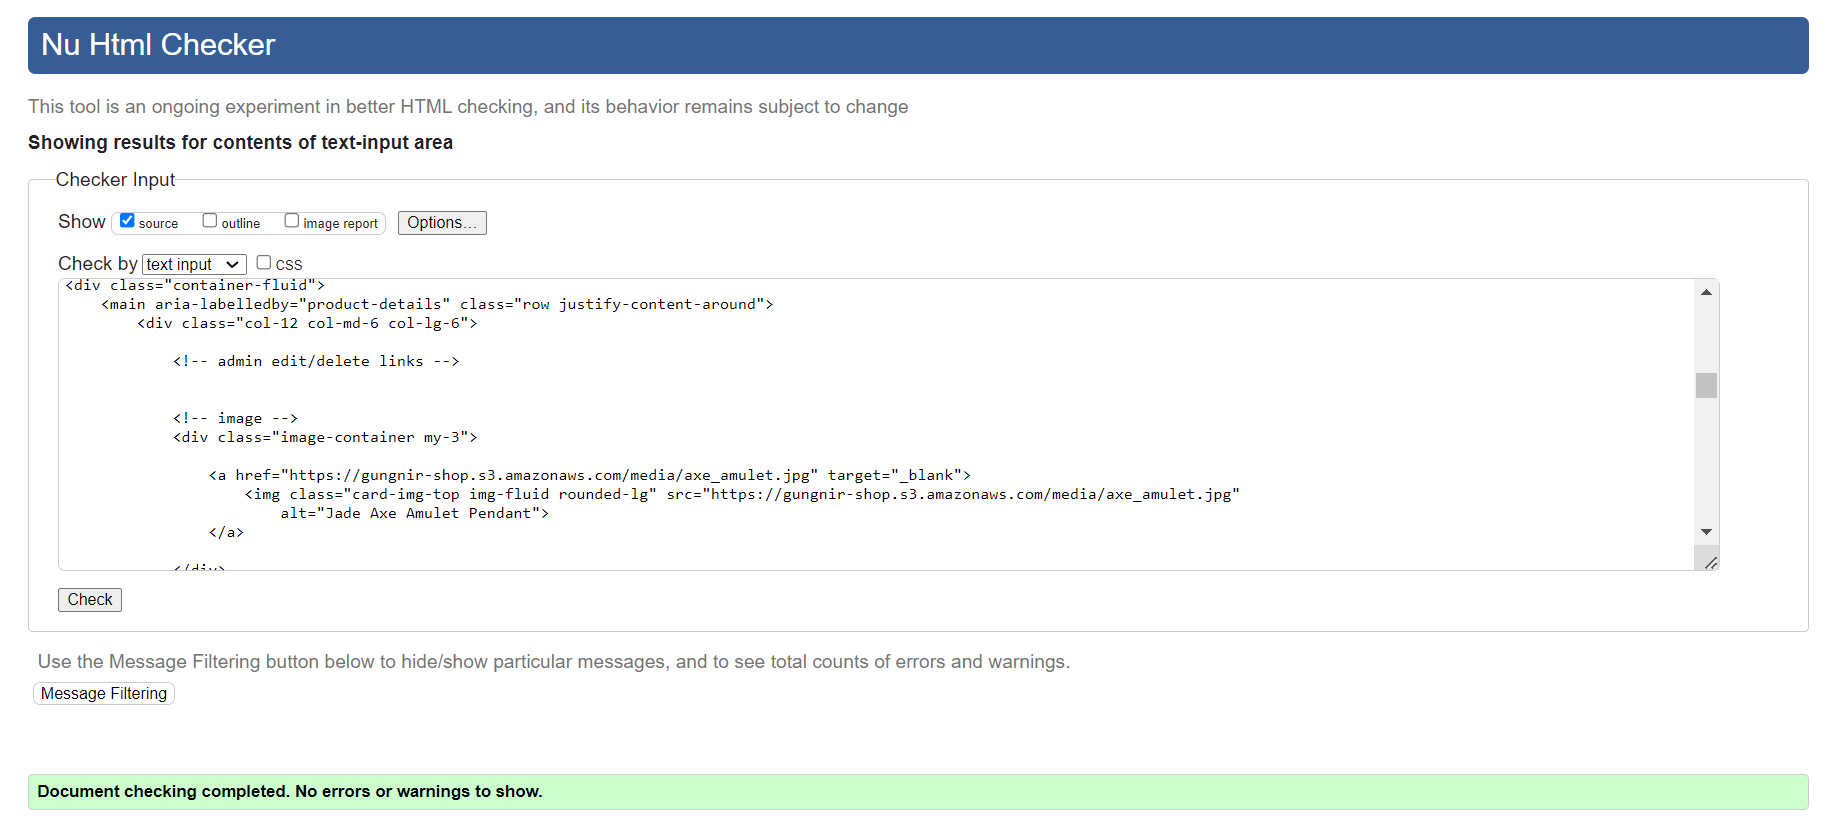 Nu Html Checker
This tool is an ongoing experiment in better HTML checking, and its behavior remains subject to change
Showing results for contents of text-input area
Checker Input
Show source outline image report Options...
Check by text input CSS
<div class="container-fluid">
<main aria-labelledby="product-details" class="row justify-content-around">
<div class="col-12 col-md-6 col-lg-6">
<!-- admin edit/delete links -->
<!-- image -->
<div class="image-container my-3">
<a href="https://gungnir-shop.s3.amazonaws.com/media/axe_amulet.jpg" target="_blank">
<img class="card-img-top img-fluid rounded-lg" src="https://gungnir-shop.s3.amazonaws.com/media/axe_amulet.jpg"
alt="Jade Axe Amulet Pendant">
</a>
</div>
Check
Use the Message Filtering button below to hide/show particular messages, and to see total counts of errors and warnings.
Message Filtering
Document checking completed. No errors or warnings to show.